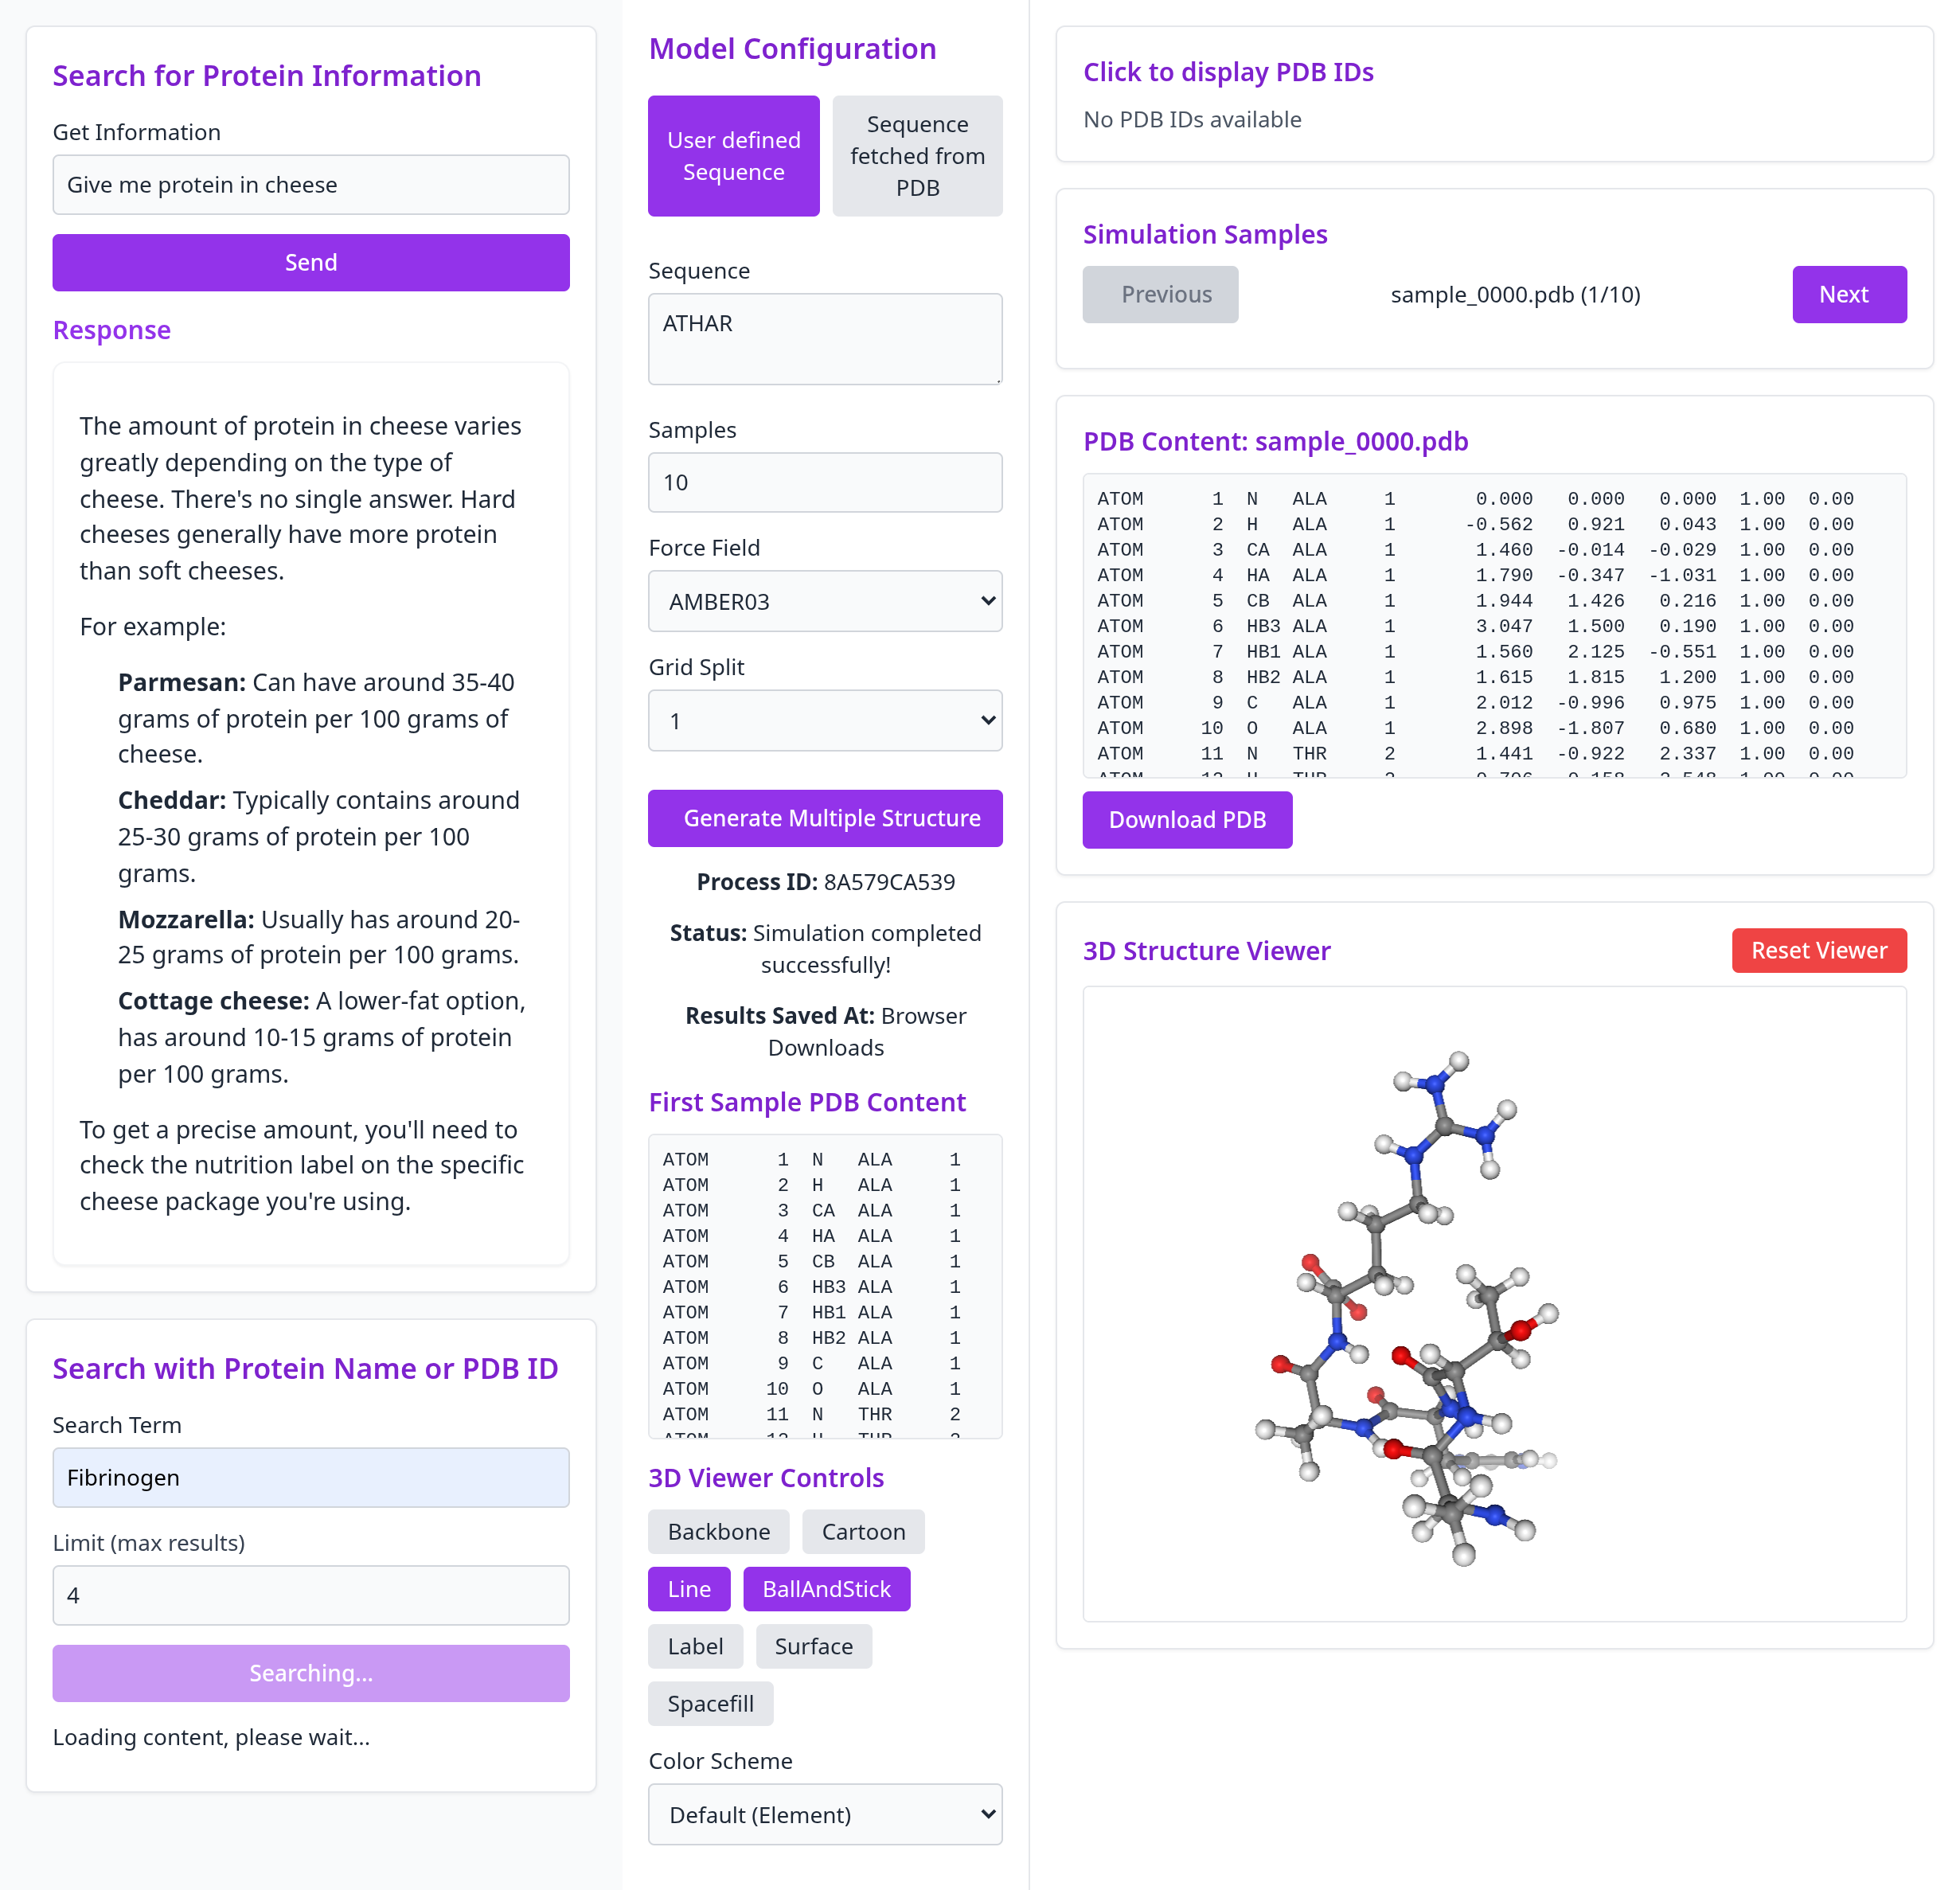 Search for Protein Information
Get Information
Give me protein in cheese
Send
Response
The amount of protein in cheese varies
greatly depending on the type of
cheese. There's no single answer. Hard
cheeses generally have more protein
than soft cheeses.
For example:
Parmesan: Can have around 35-40
grams of protein per 100 grams of
cheese.
Cheddar: Typically contains around
25-30 grams of protein per 100
grams.
Mozzarella: Usually has around 20-
25 grams of protein per 100 grams.
Cottage cheese: A lower-fat option,
has around 10-15 grams of protein
per 100 grams.
To get a precise amount, you'll need to
check the nutrition label on the specific
cheese package you're using.
Search with Protein Name or PDB ID
Search Term
Fibrinogen
Limit (max results)
4
Searching...
Loading content, please wait...
Model Configuration
User defined
Sequence
Sequence
fetched from
PDB
Sequence
ATHAR
Samples
10
Force Field
AMBER03
Grid Split
1
Generate Multiple Structure
Process ID: 8A579CA539
Status: Simulation completed
successfully!
Results Saved At: Browser
Downloads
First Sample PDB Content
ATOM 1 N ALA 1
ATOM 2 H ALA 1
ATOM 3 CA ALA 1
ATOM 4 HA ALA 1
ATOM 5 CB ALA 1
ATOM 6 HB3 ALA 1
ATOM 7 HB1 ALA 1
ATOM 8 HB2 ALA 1
ATOM 9 C ALA 1
ATOM 10 O ALA 1
ATOM 11 N THR 2
3D Viewer Controls
Backbone Cartoon
Line BallAndStick
Label Surface
Spacefill
Color Scheme
Default (Element)
Click to display PDB IDs
No PDB IDs available
Simulation Samples
Previous sample_0000.pdb (1/10) Next
PDB Content: sample_0000.pdb
ATOM 1 N ALA 1 0.000 0.000 0.000 1.00 0.00
ATOM 2 H ALA 1 -0.562 0.921 0.043 1.00 0.00
ATOM 3 CA ALA 1 1.460 -0.014 -0.029 1.00 0.00
ATOM 4 HA ALA 1 1.790 -0.347 -1.031 1.00 0.00
ATOM 5 CB ALA 1 1.944 1.426 0.216 1.00 0.00
ATOM 6 HB3 ALA 1 3.047 1.500 0.190 1.00 0.00
ATOM 7 HB1 ALA 1 1.560 2.125 -0.551 1.00 0.00
ATOM 8 HB2 ALA 1 1.615 1.815 1.200 1.00 0.00
ATOM 9 C ALA 1 2.012 -0.996 0.975 1.00 0.00
ATOM 10 O ALA 1 2.898 -1.807 0.680 1.00 0.00
ATOM 11 N THR 2 1.441 -0.922 2.337 1.00 0.00
Download PDB
3D Structure Viewer
Reset Viewer